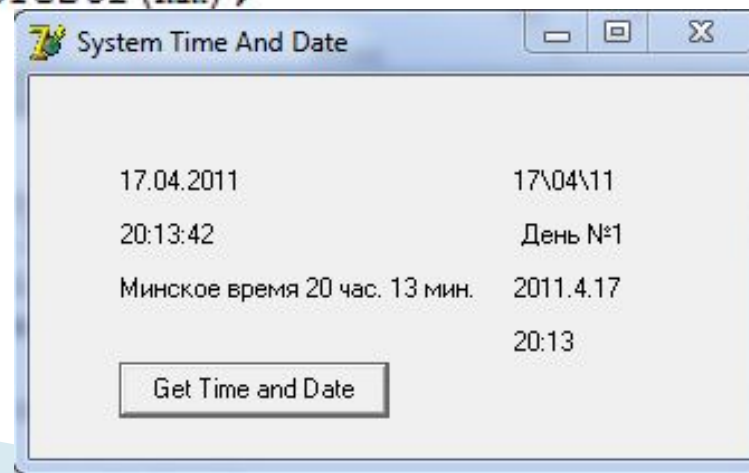 System Time And Date
17.04.2011 17\04\11
20:13:42 День №1
Минское время 20 час. 13 мин. 2011.4.17
20:13
Get Time and Date